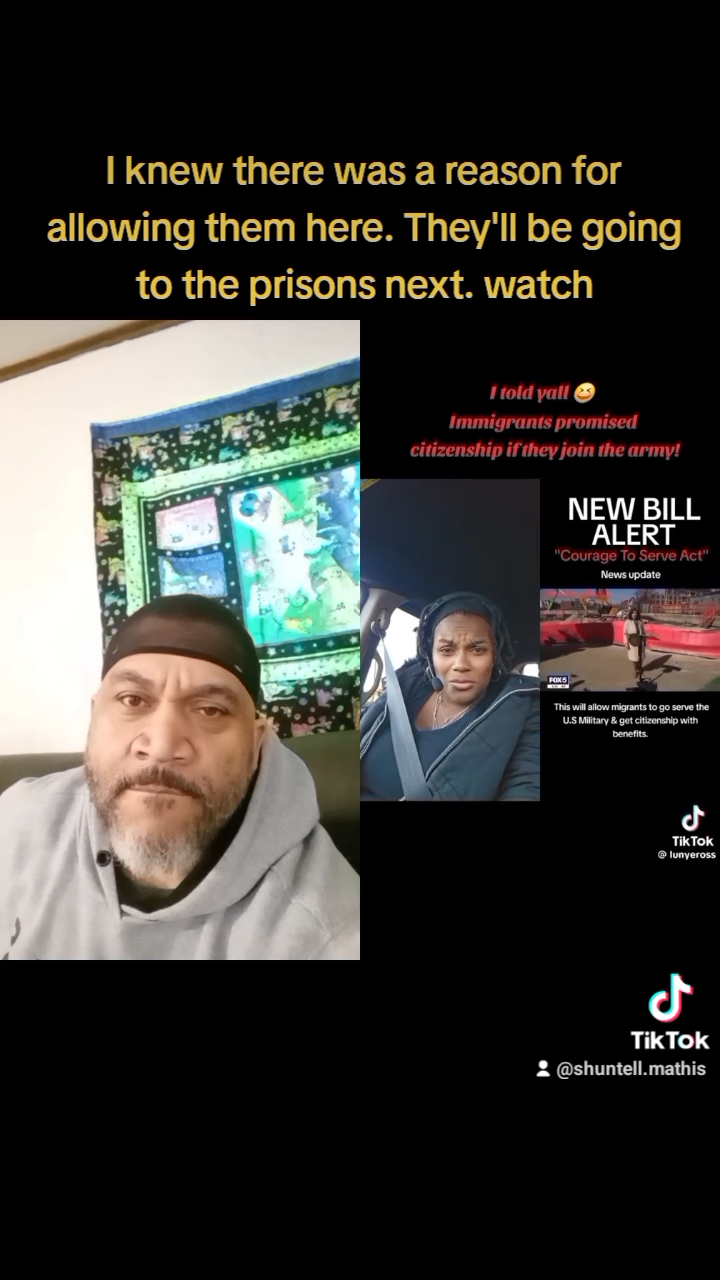 I knew there was a reason for
allowing them here. They'll be going
to the prisons next. watch
I told yall 😆
Immigrants promised
citizenship if they join the army!
NEW BILL
ALERT
"Courage To Serve Act"
News update
FOX 5
This will allow migrants to go serve the
U.S Military & get citizenship with
benefits.
TikTok
@ lunyeross
TikTok
@shuntell.mathis